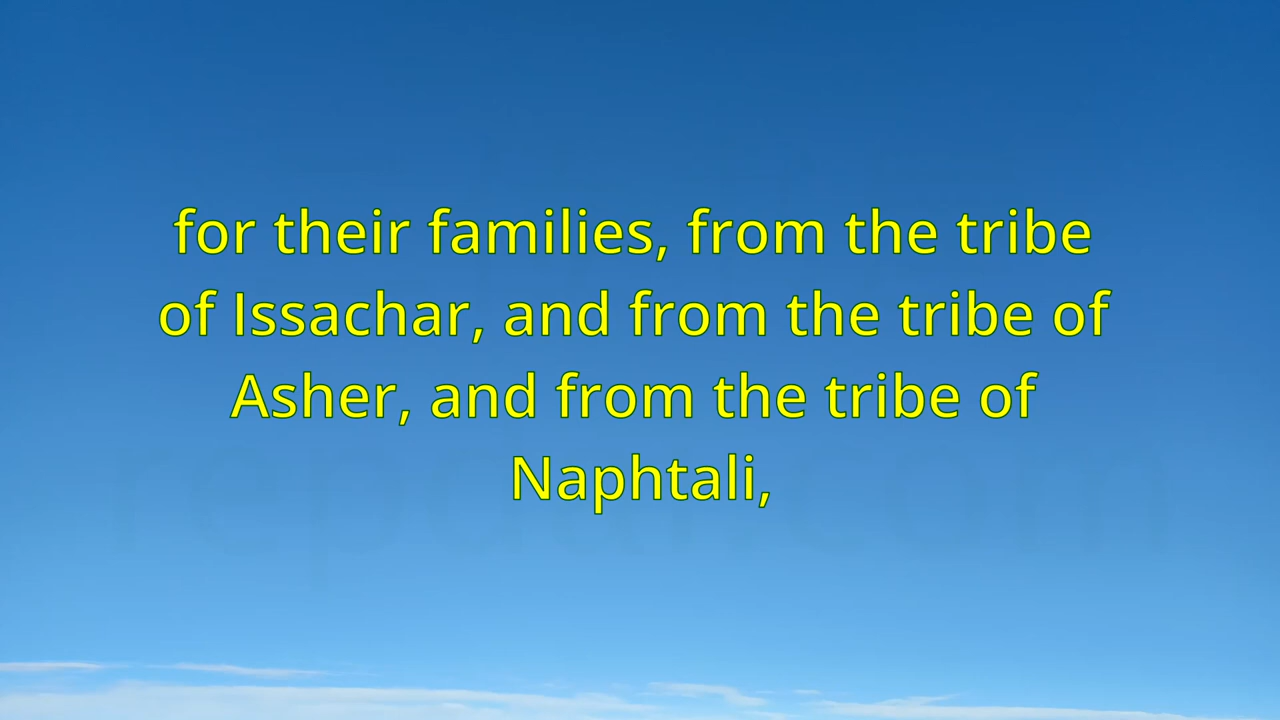 for their families, from the tribe
of Issachar, and from the tribe of
Asher, and from the tribe of
Naphtali,